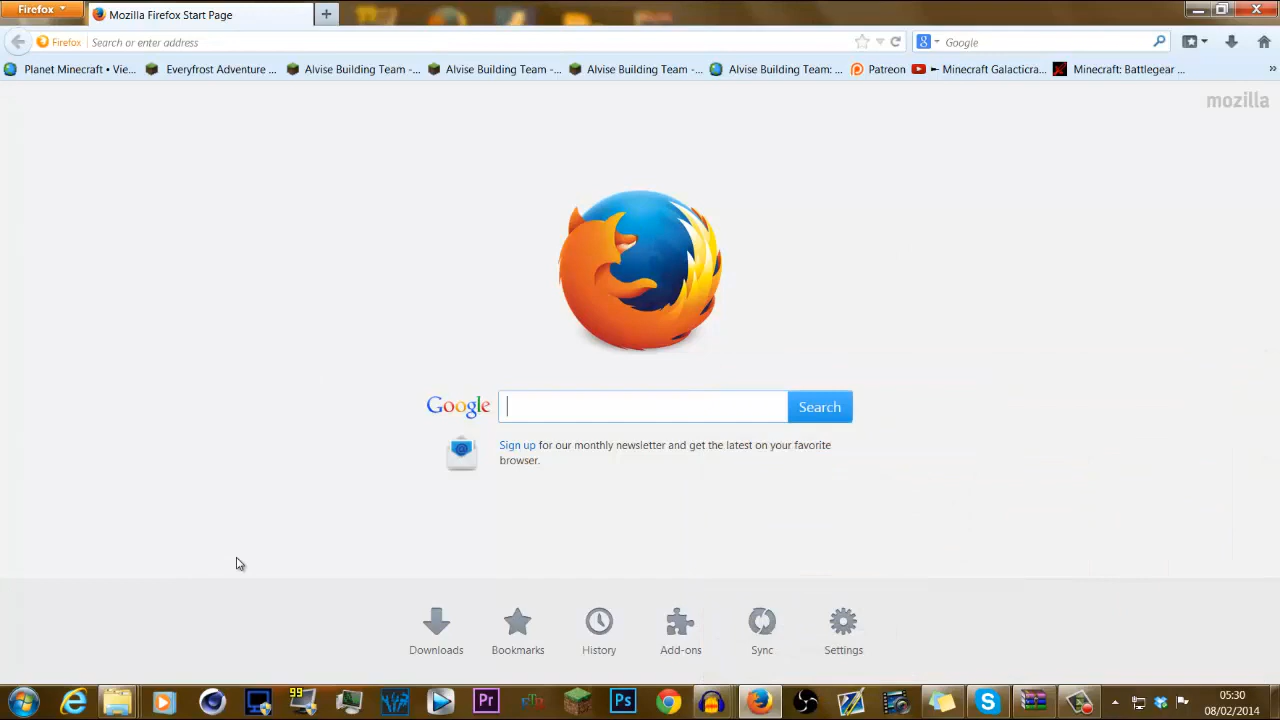 Firefox
Mozilla Firefox Start Page
Firefox
Search or enter address
Google
Planet Minecraft • Vie...
Everyfrost Adventure ...
Alvise Building Team -...
Alvise Building Team -...
Alvise Building Team -...
Alvise Building Team: ...
Patreon
► Minecraft Galacticra...
Minecraft: Battlegear ...
mozilla
Google
Search
Sign up for our monthly newsletter and get the latest on your favorite
browser.
Downloads
Bookmarks
History
Add-ons
Sync
Settings
99
Pr
Ps
05:30
08/02/2014